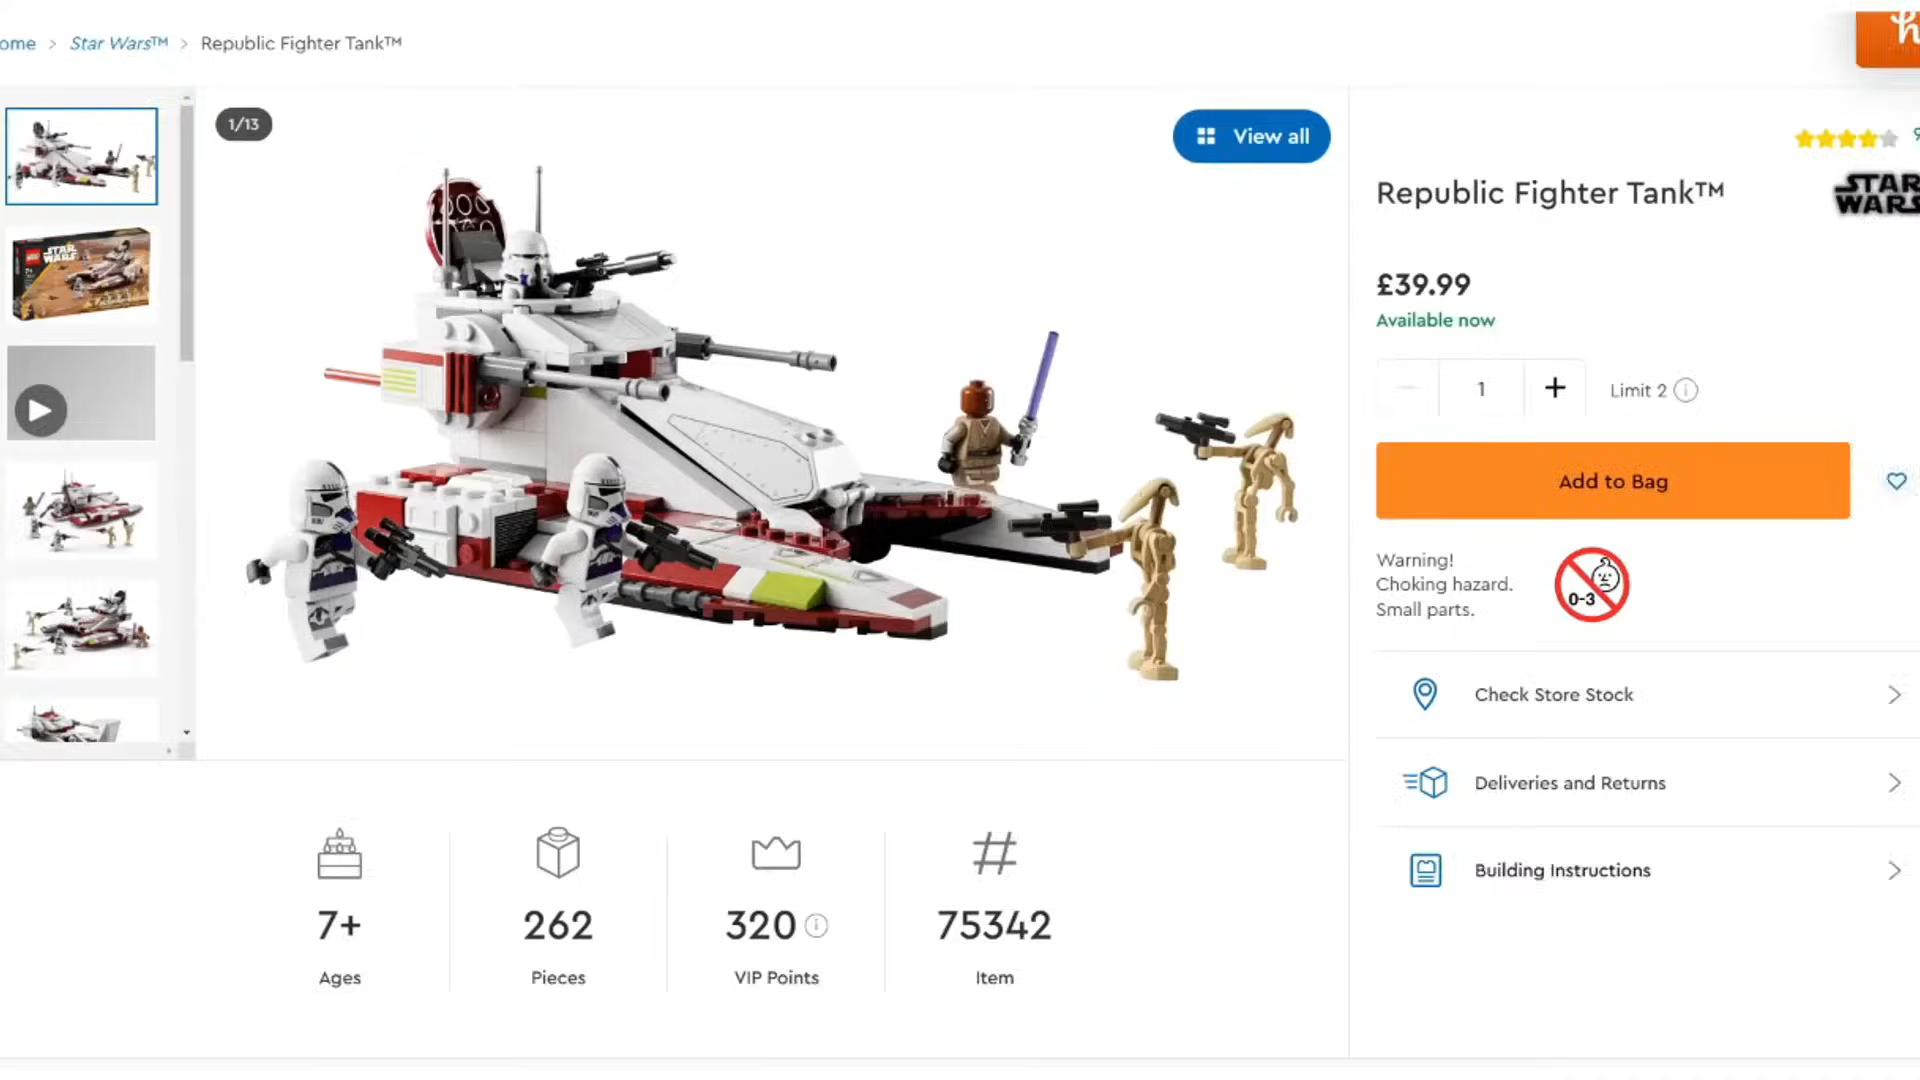 ome > Star Wars™ > Republic Fighter Tank™
1/13
View all
Republic Fighter Tank™
STAR
WARS
£39.99
Available now
1
Limit 2
Add to Bag
Warning!
Choking hazard.
Small parts.
0-3
Check Store Stock
Deliveries and Returns
Building Instructions
7+
Ages
262
Pieces
320
VIP Points
75342
Item
STAR
WARS